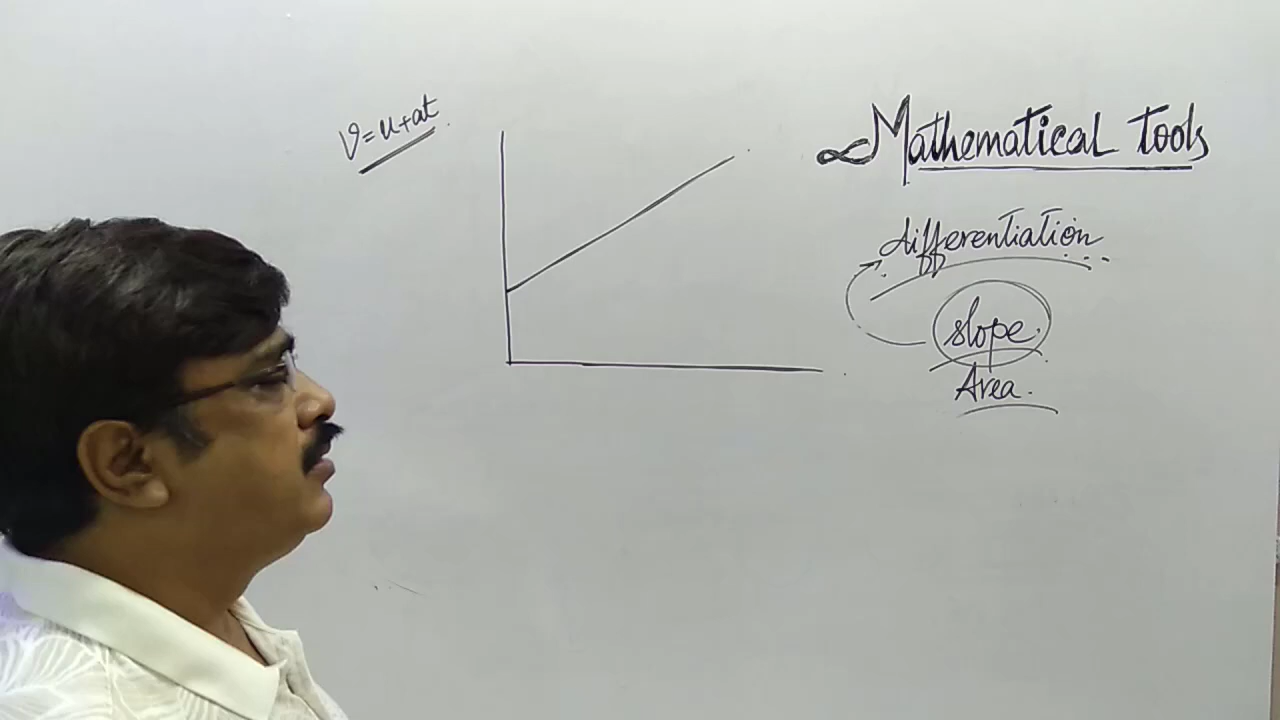 v=u+at
Mathematical Tools
differentiation
slope.
Area.